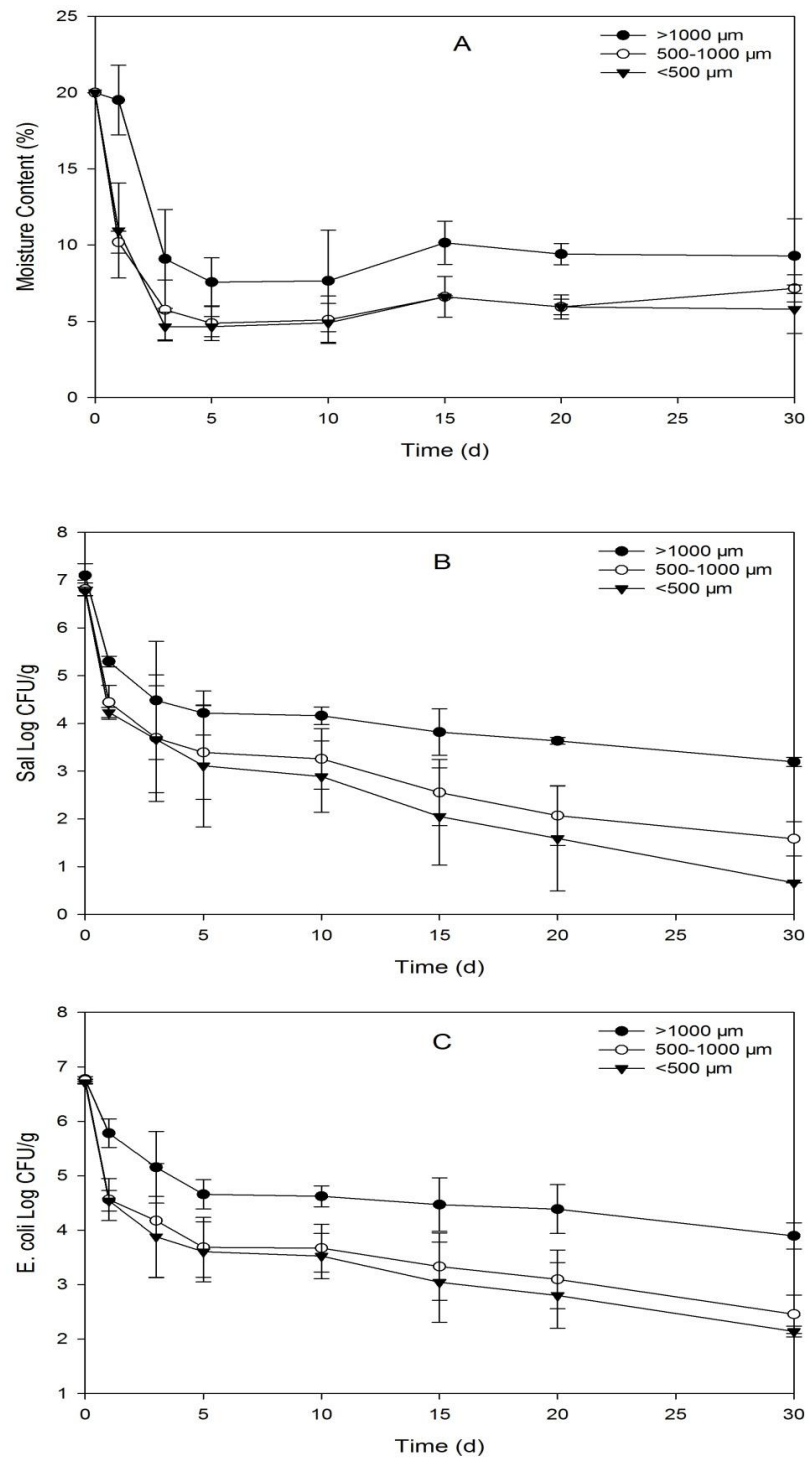 A
>1000 µm
500-1000 µm
<500 µm
25
20
15
10
5
0
Moisture Content (%)
0 5 10 15 20 25 30
Time (d)
B
>1000 µm
500-1000 µm
<500 µm
8
7
6
5
4
3
2
1
0
Sal Log CFU/g
0 5 10 15 20 25 30
Time (d)
C
>1000 µm
500-1000 µm
<500 µm
8
7
6
5
4
3
2
1
E. coli Log CFU/g
0 5 10 15 20 25 30
Time (d)